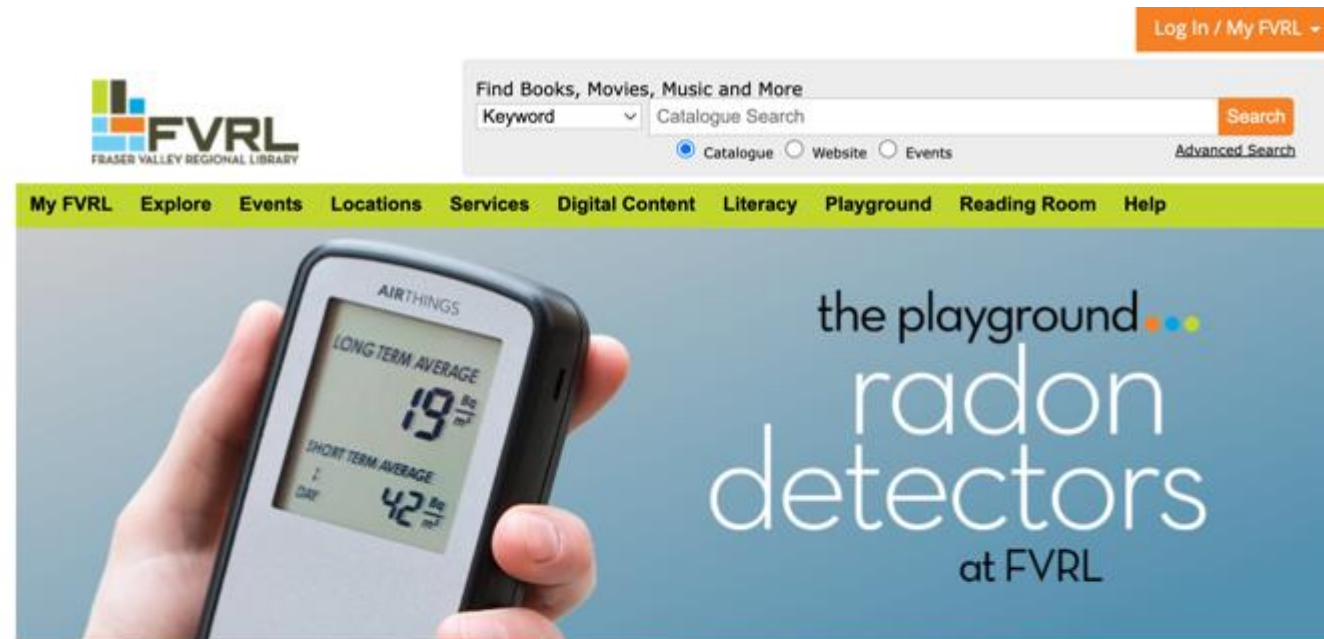 Log In / My FVRL
FVRL
FRASER VALLEY REGIONAL LIBRARY
Find Books, Movies, Music and More
Keyword Catalogue Search Search
Catalogue Website Events Advanced Search
My FVRL Explore Events Locations Services Digital Content Literacy Playground Reading Room Help
AIRTHINGS
LONG TERM AVERAGE
19 Bq/m³
SHORT TERM AVERAGE
1 DAY 42 Bq/m³
the playground...
radon
detectors
at FVRL